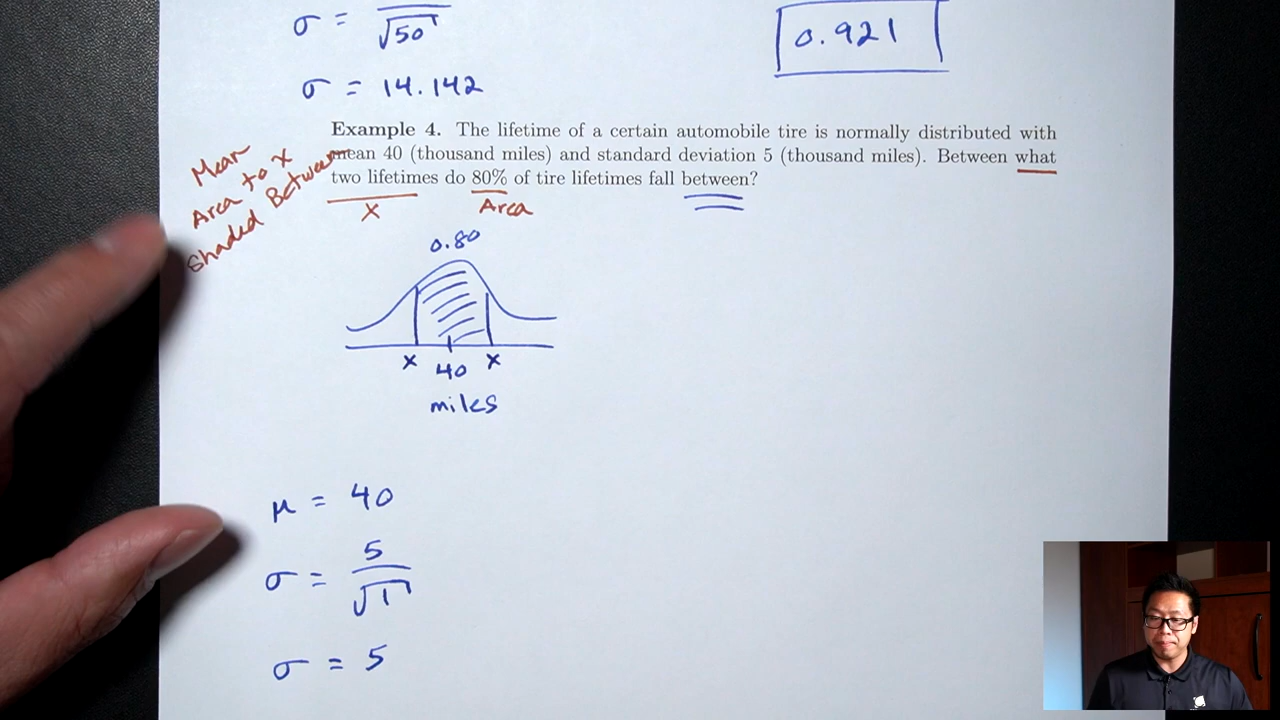 σ = ―/√50
σ = 14.142
0.921
Example 4. The lifetime of a certain automobile tire is normally distributed with
mean 40 (thousand miles) and standard deviation 5 (thousand miles). Between what
two lifetimes do 80% of tire lifetimes fall between?
Mean
Area to x
Shaded Between
x
Area
0.80
x 40 x
miles
μ = 40
σ = 5/√1
σ = 5